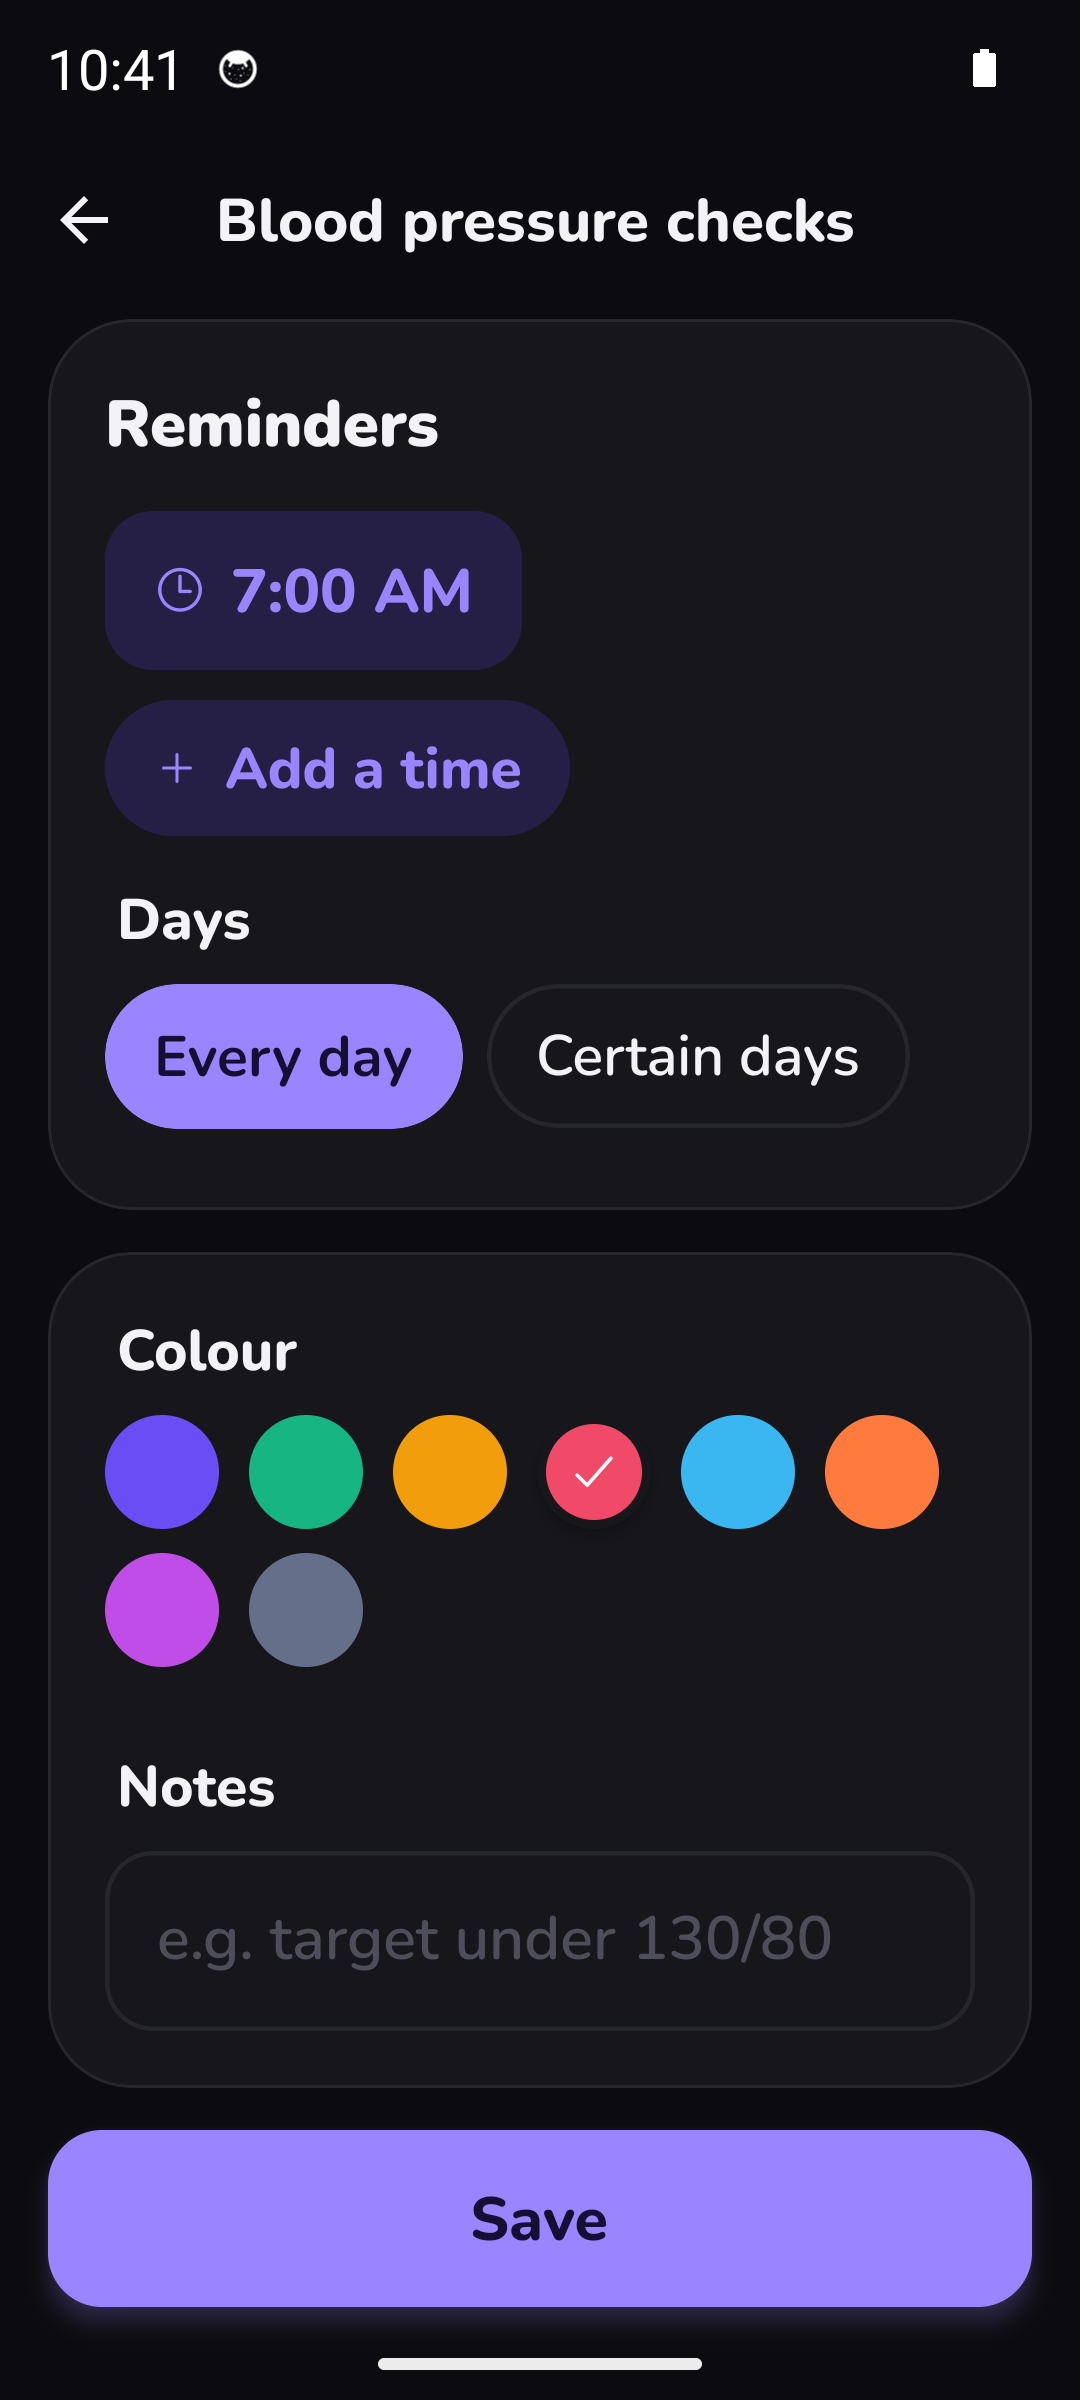 10:41
Blood pressure checks
Reminders
7:00 AM
Add a time
Days
Every day
Certain days
Colour
Notes
e.g. target under 130/80
Save